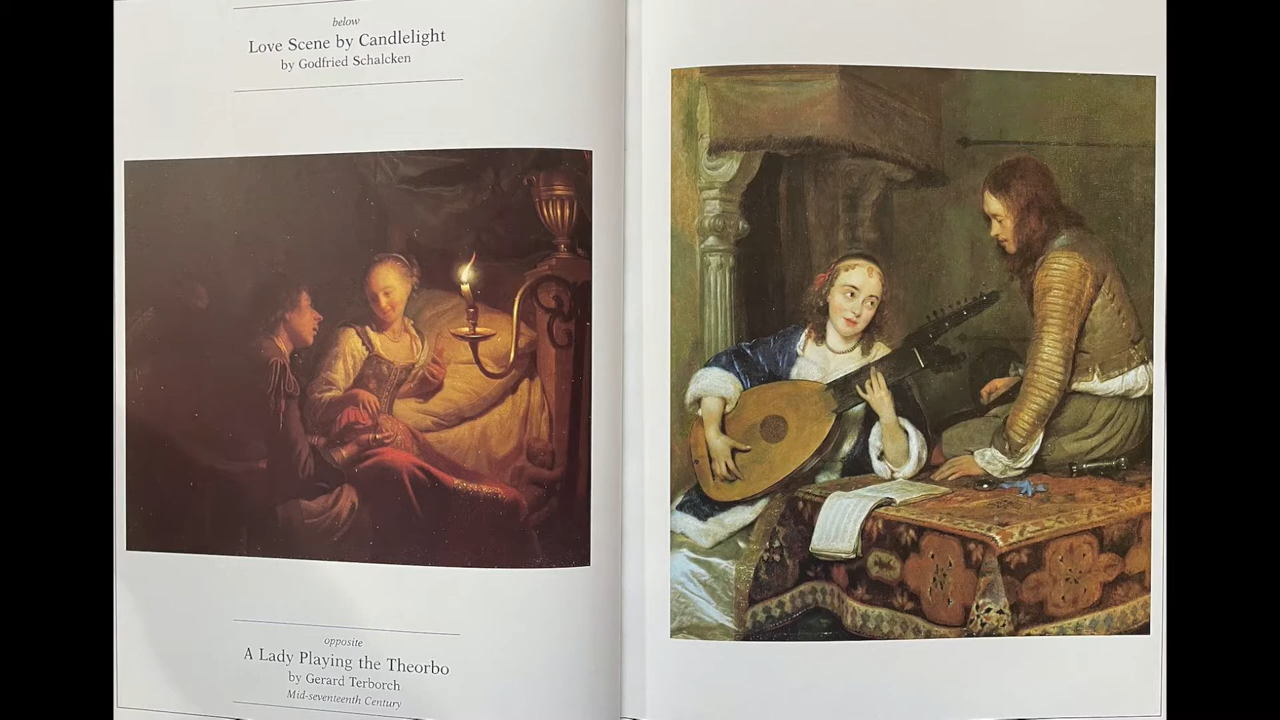 below
Love Scene by Candlelight
by Godfried Schalcken
opposite
A Lady Playing the Theorbo
by Gerard Terborch
Mid-seventeenth Century